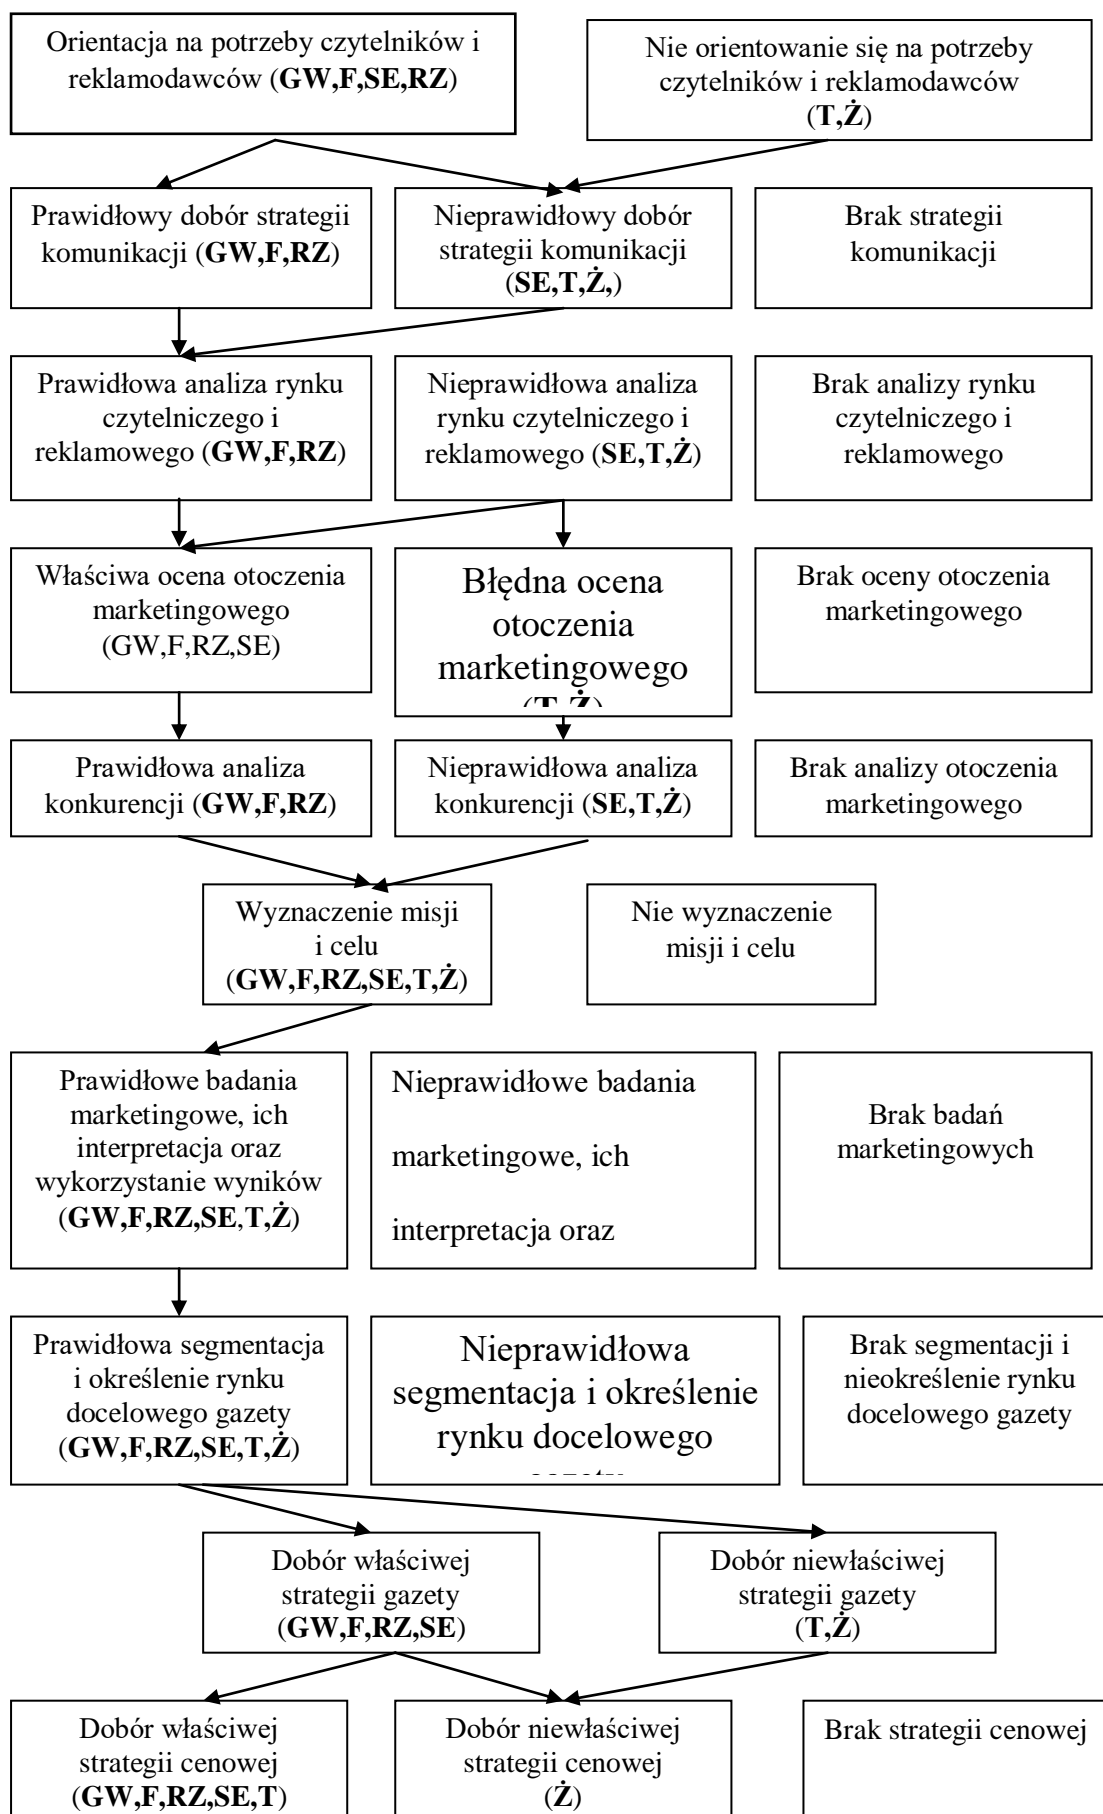 Orientacja na potrzeby czytelników i
reklamodawców (GW,F,SE,RZ)
Nie orientowanie się na potrzeby
czytelników i reklamodawców
(T,Ż)
Prawidłowy dobór strategii
komunikacji (GW,F,RZ)
Nieprawidłowy dobór
strategii komunikacji
(SE,T,Ż,)
Brak strategii
komunikacji
Prawidłowa analiza rynku
czytelniczego i
reklamowego (GW,F,RZ)
Nieprawidłowa analiza
rynku czytelniczego i
reklamowego (SE,T,Ż)
Brak analizy rynku
czytelniczego i
reklamowego
Właściwa ocena otoczenia
marketingowego
(GW,F,RZ,SE)
Błędna ocena
otoczenia
marketingowego
(T,Ż)
Brak oceny otoczenia
marketingowego
Prawidłowa analiza
konkurencji (GW,F,RZ)
Nieprawidłowa analiza
konkurencji (SE,T,Ż)
Brak analizy otoczenia
marketingowego
Wyznaczenie misji
i celu
(GW,F,RZ,SE,T,Ż)
Nie wyznaczenie
misji i celu
Prawidłowe badania
marketingowe, ich
interpretacja oraz
wykorzystanie wyników
(GW,F,RZ,SE,T,Ż)
Nieprawidłowe badania
marketingowe, ich
interpretacja oraz
Brak badań
marketingowych
Prawidłowa segmentacja
i określenie rynku
docelowego gazety
(GW,F,RZ,SE,T,Ż)
Nieprawidłowa
segmentacja i określenie
rynku docelowego
Brak segmentacji i
nieokreślenie rynku
docelowego gazety
Dobór właściwej
strategii gazety
(GW,F,RZ,SE)
Dobór niewłaściwej
strategii gazety
(T,Ż)
Dobór właściwej
strategii cenowej
(GW,F,RZ,SE,T)
Dobór niewłaściwej
strategii cenowej
(Ż)
Brak strategii cenowej